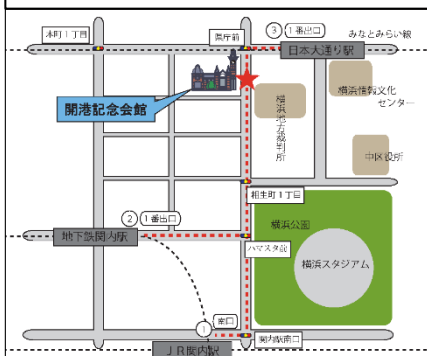 本町1丁目
県庁前
③
1番出口
みなとみらい線
日本大通り駅
開港記念会館
横浜地方裁判所
横浜情報文化
センター
中区役所
相生町1丁目
②
1番出口
地下鉄関内駅
ハマスタ前
横浜公園
横浜スタジアム
①
南口
関内駅南口
JR関内駅